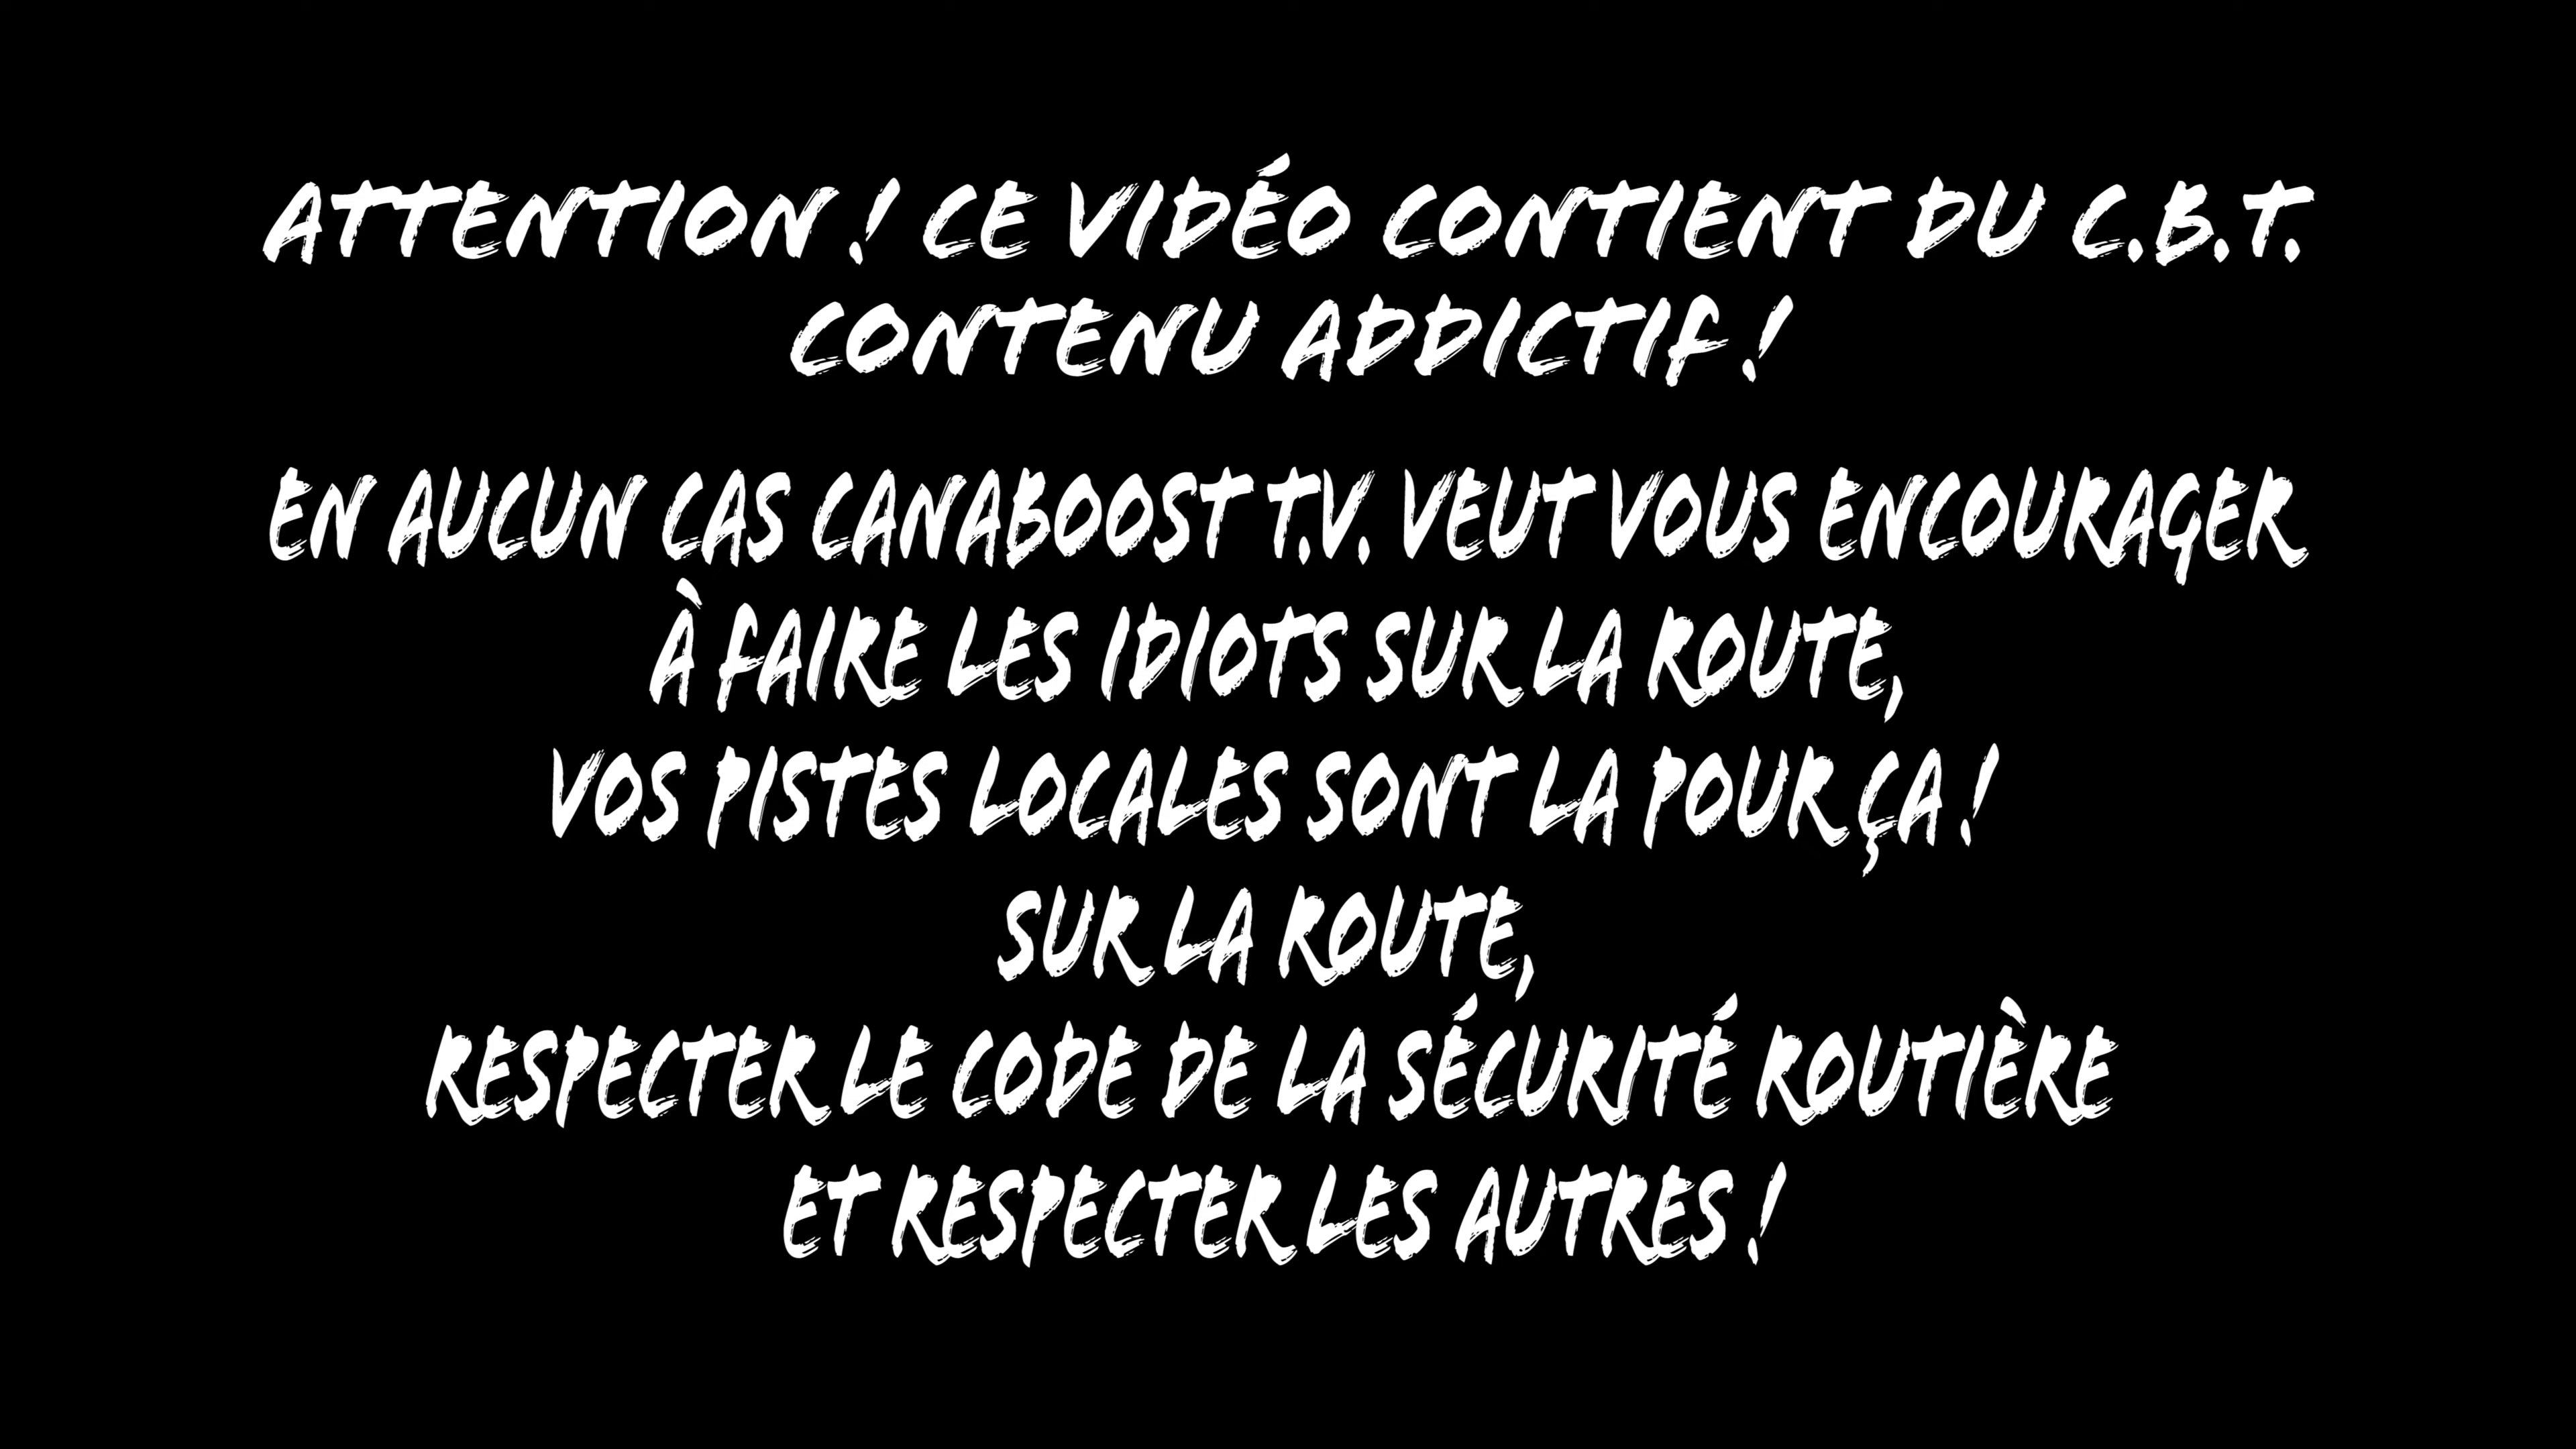 ATTENTION ! CE VIDÉO CONTIENT DU C.B.T.
CONTENU ADDICTIF !
EN AUCUN CAS CANABOOST T.V. VEUT VOUS ENCOURAGER
À FAIRE LES IDIOTS SUR LA ROUTE,
VOS PISTES LOCALES SONT LA POUR ÇA !
SUR LA ROUTE,
RESPECTER LE CODE DE LA SÉCURITÉ ROUTIÈRE
ET RESPECTER LES AUTRES !